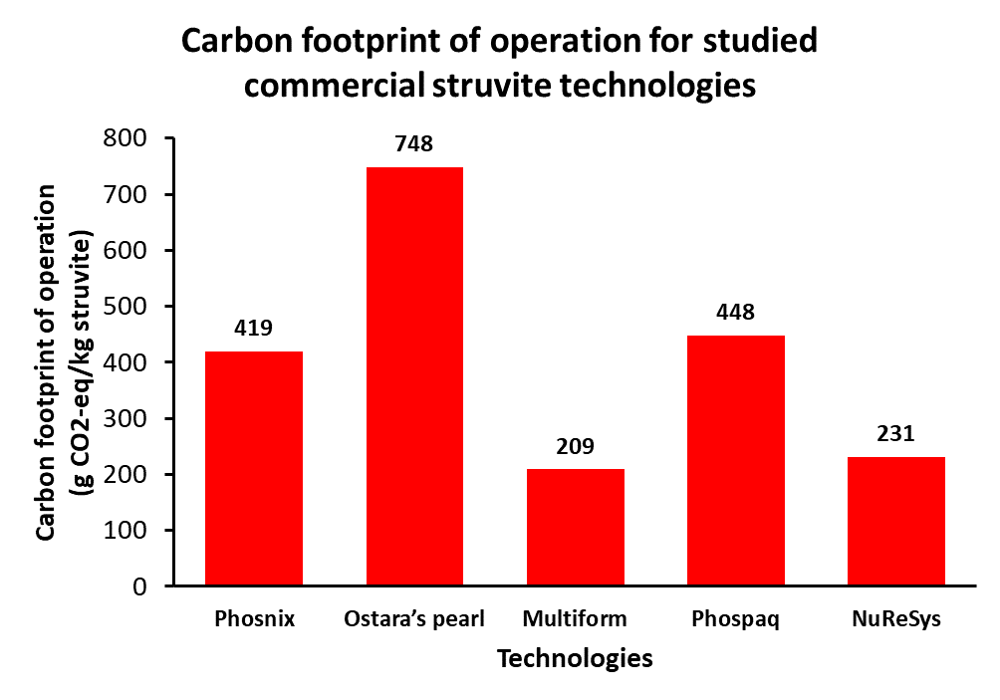 Carbon footprint of operation for studied
commercial struvite technologies
Carbon footprint of operation
(g CO2-eq/kg struvite)
800
700
600
500
400
300
200
100
0
419
748
209
448
231
Phosnix
Ostara’s pearl
Multiform
Phospaq
NuReSys
Technologies